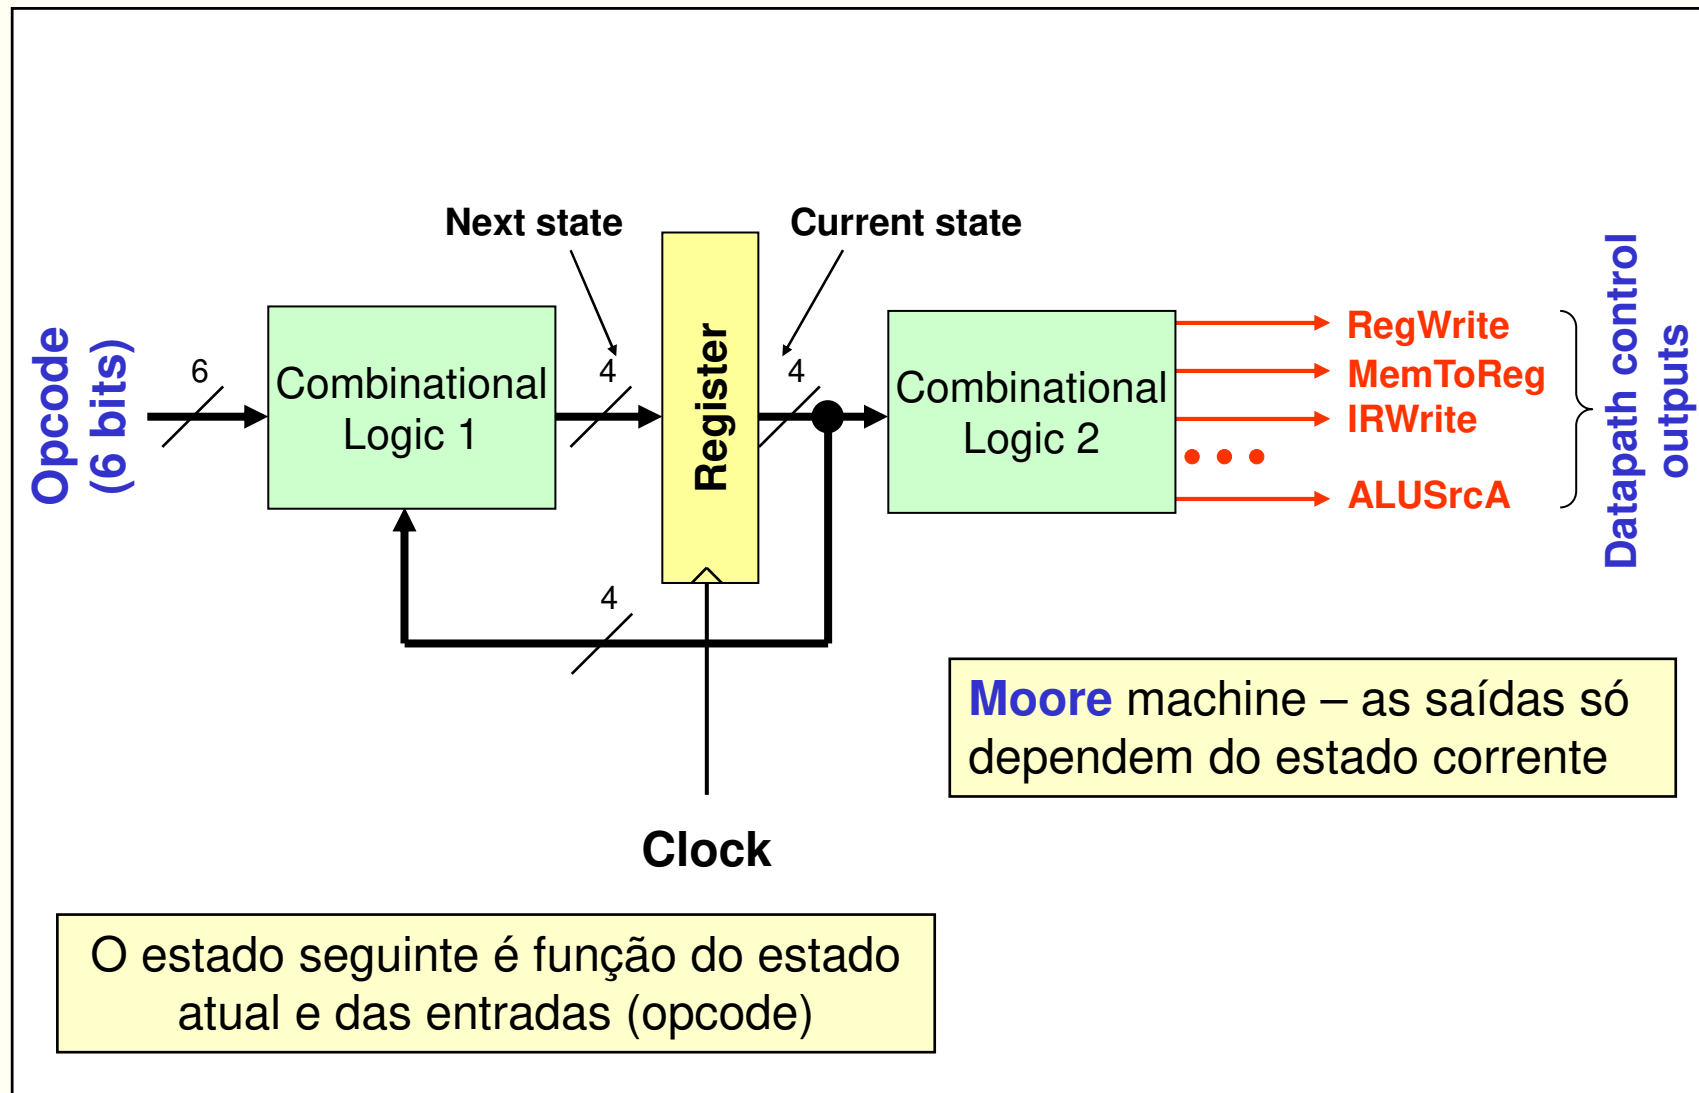 Next state
Current state
Opcode
(6 bits)
6
Combinational
Logic 1
4
Register
4
Combinational
Logic 2
RegWrite
MemToReg
IRWrite
ALUSrcA
Datapath control
outputs
4
Clock
Moore machine – as saídas só
dependem do estado corrente
O estado seguinte é função do estado
atual e das entradas (opcode)